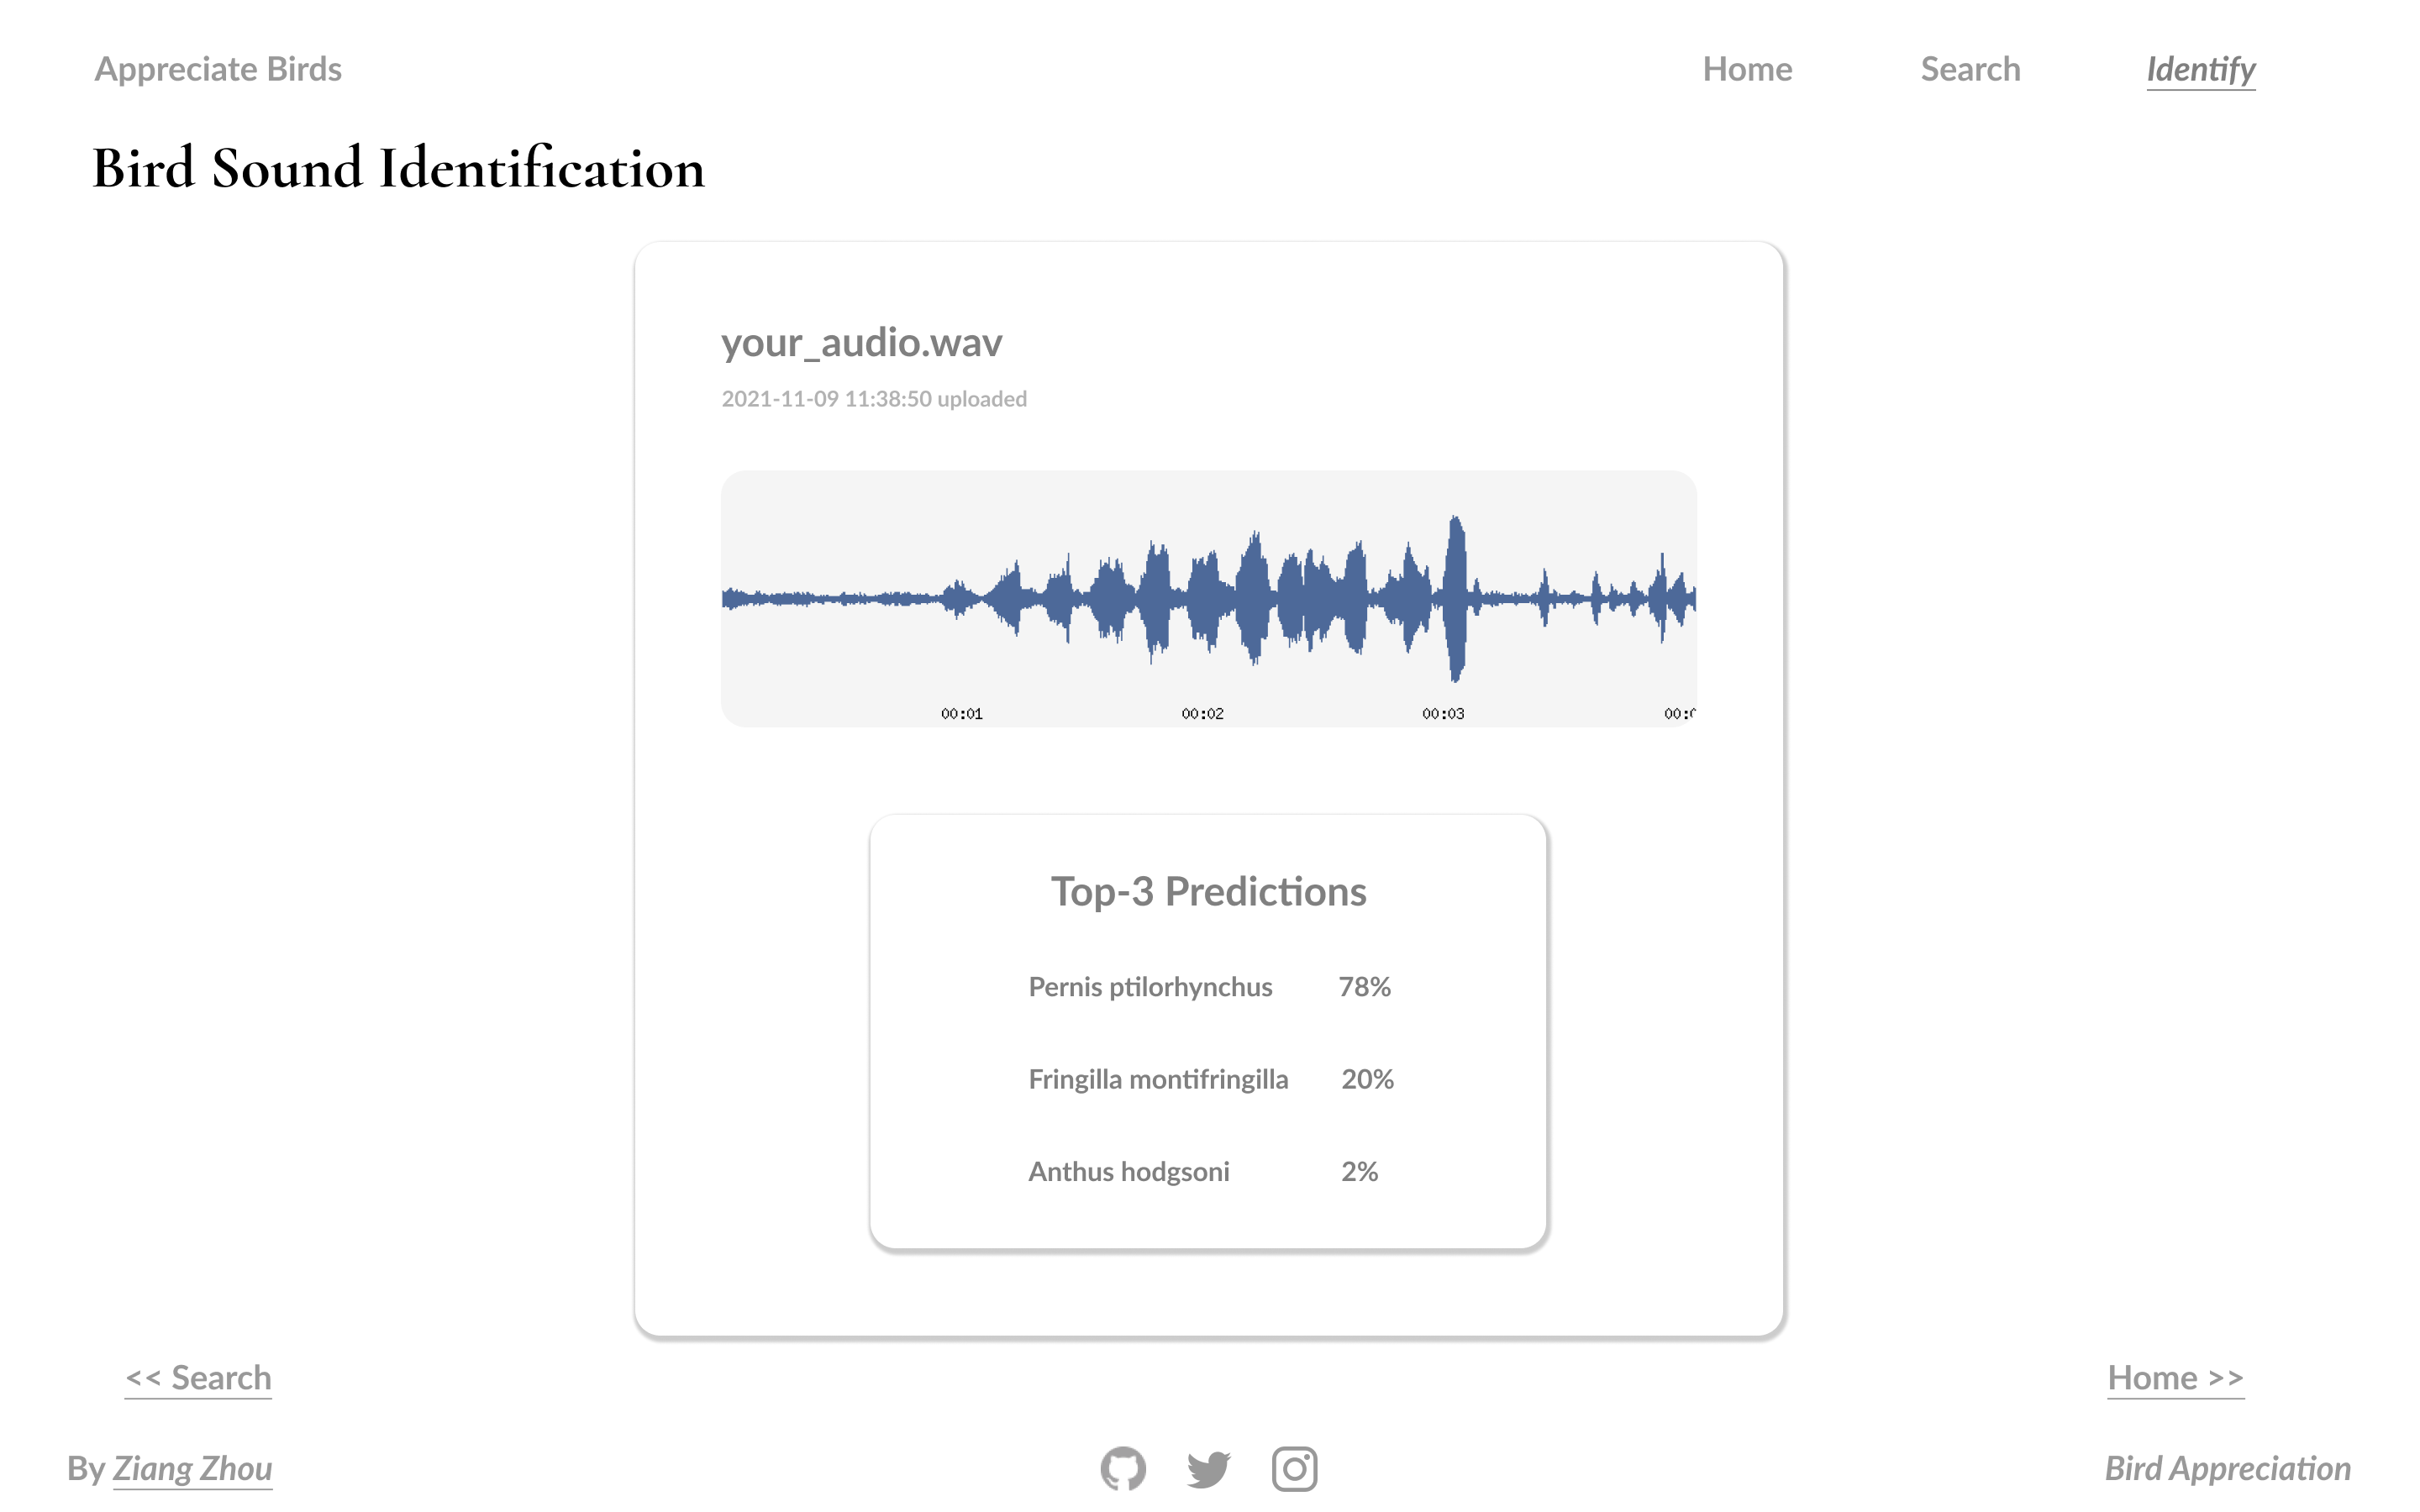 Appreciate Birds Home Search Identify
Bird Sound Identification
your_audio.wav
2021-11-09 11:38:50 uploaded
00:01 00:02 00:03 00:0
Top-3 Predictions
Pernis ptilorhynchus 78%
Fringilla montifringilla 20%
Anthus hodgsoni 2%
<< Search Home >>
By Ziang Zhou Bird Appreciation